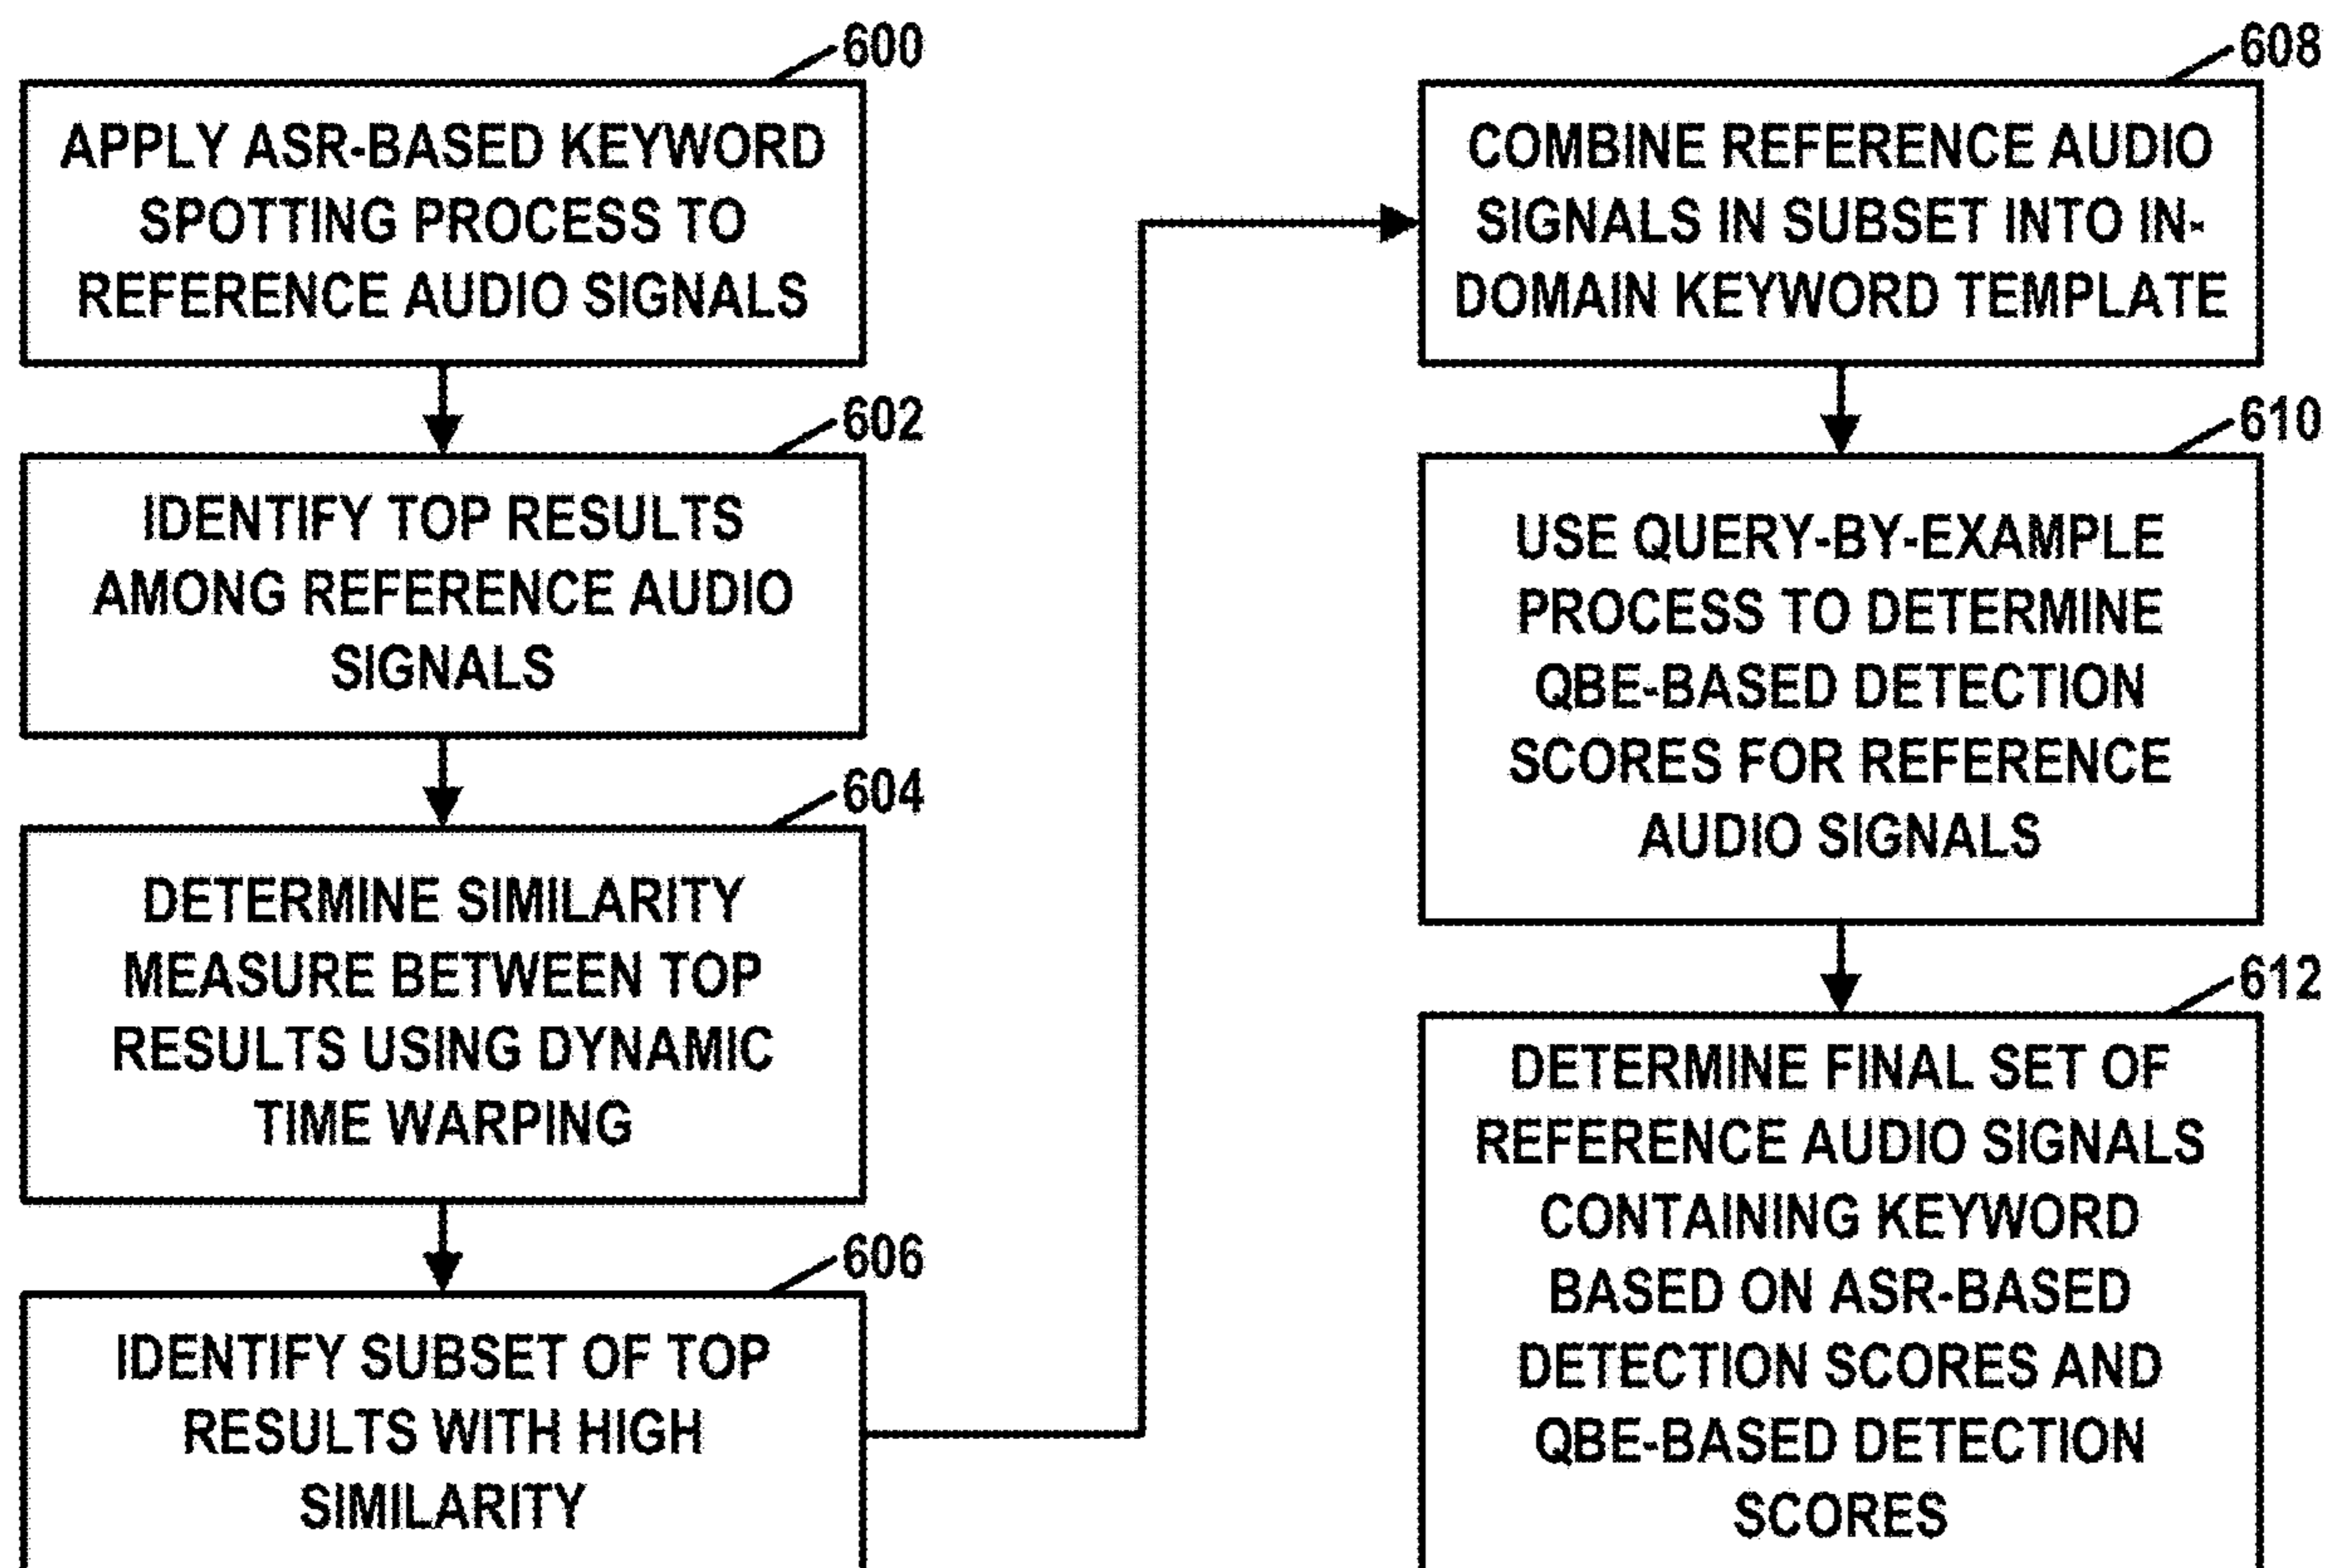 600
APPLY ASR-BASED KEYWORD
SPOTTING PROCESS TO
REFERENCE AUDIO SIGNALS
602
IDENTIFY TOP RESULTS
AMONG REFERENCE AUDIO
SIGNALS
604
DETERMINE SIMILARITY
MEASURE BETWEEN TOP
RESULTS USING DYNAMIC
TIME WARPING
606
IDENTIFY SUBSET OF TOP
RESULTS WITH HIGH
SIMILARITY
608
COMBINE REFERENCE AUDIO
SIGNALS IN SUBSET INTO IN-
DOMAIN KEYWORD TEMPLATE
610
USE QUERY-BY-EXAMPLE
PROCESS TO DETERMINE
QBE-BASED DETECTION
SCORES FOR REFERENCE
AUDIO SIGNALS
612
DETERMINE FINAL SET OF
REFERENCE AUDIO SIGNALS
CONTAINING KEYWORD
BASED ON ASR-BASED
DETECTION SCORES AND
QBE-BASED DETECTION
SCORES